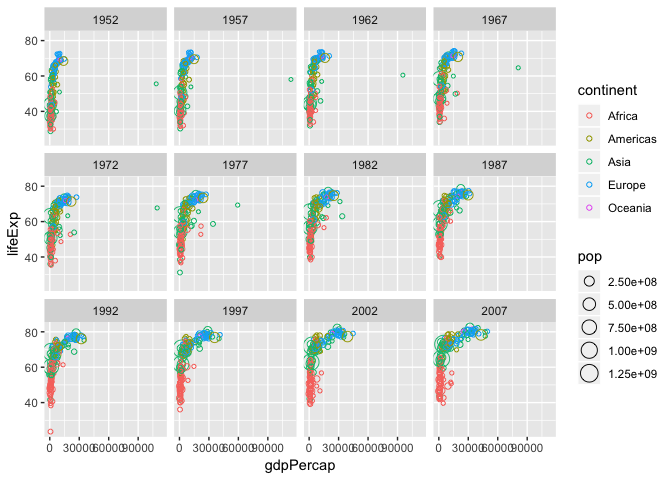 1952 1957 1962 1967
80
60
40
1972 1977 1982 1987
80
60
40
1992 1997 2002 2007
80
60
40
0 30000 60000 90000 0 30000 60000 90000 0 30000 60000 90000 0 30000 60000 90000
gdpPercap
lifeExp
continent
Africa
Americas
Asia
Europe
Oceania
pop
2.50e+08
5.00e+08
7.50e+08
1.00e+09
1.25e+09